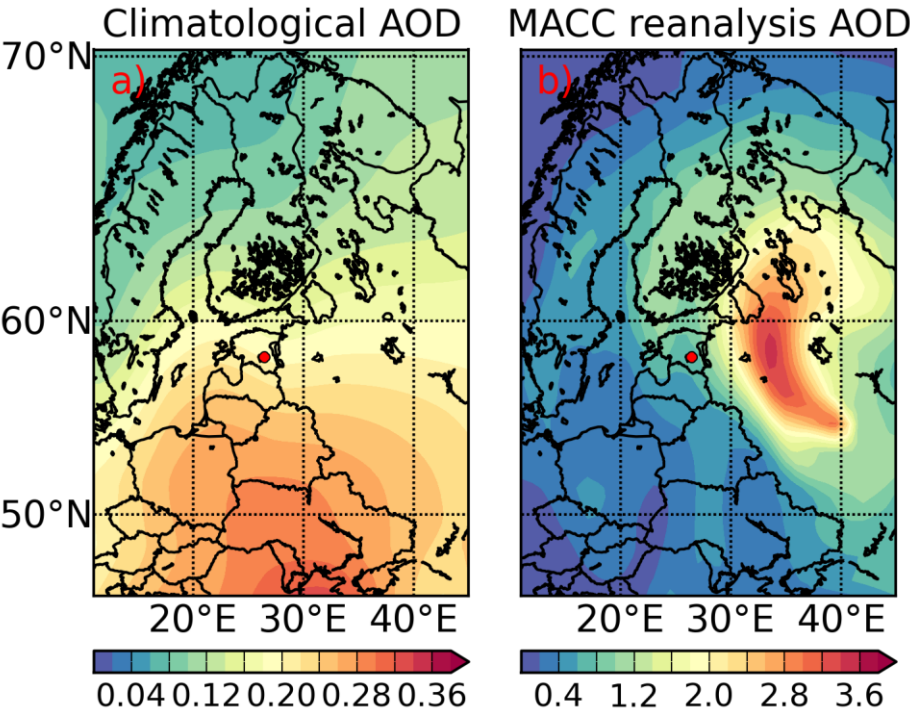 Climatological AOD
MACC reanalysis AOD
a)
b)
70°N
60°N
50°N
20°E 30°E 40°E
20°E 30°E 40°E
0.04 0.12 0.20 0.28 0.36
0.4 1.2 2.0 2.8 3.6